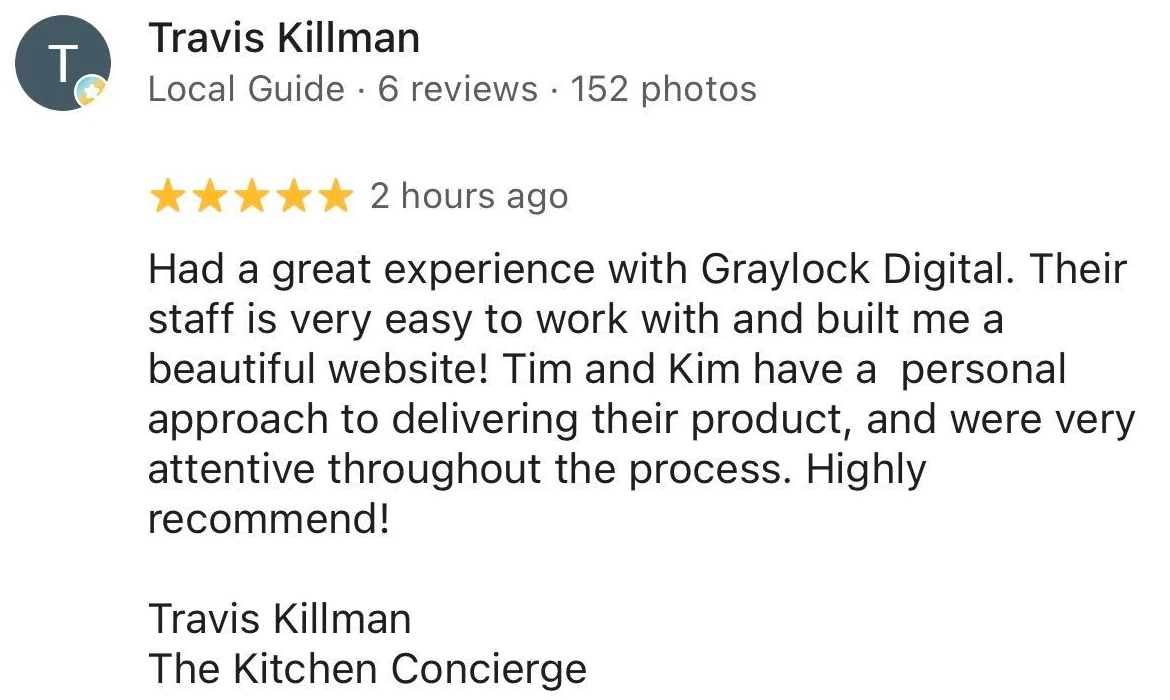 T
Travis Killman
Local Guide · 6 reviews · 152 photos
2 hours ago
Had a great experience with Graylock Digital. Their
staff is very easy to work with and built me a
beautiful website! Tim and Kim have a  personal
approach to delivering their product, and were very
attentive throughout the process. Highly
recommend!
Travis Killman
The Kitchen Concierge